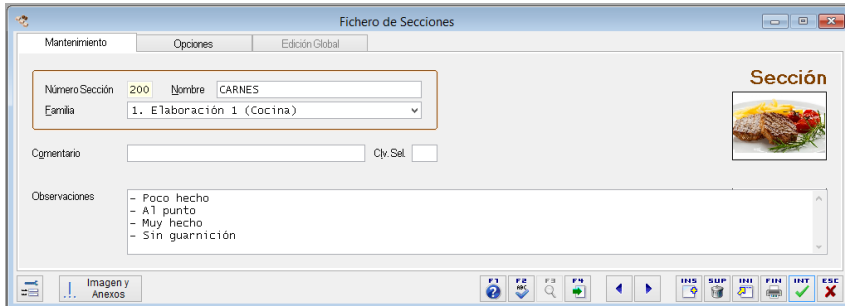 Fichero de Secciones
Mantenimiento Opciones Edición Global
Sección
Número Sección 200 Nombre CARNES
Familia 1. Elaboración 1 (Cocina)
Comentario Clv. Sel.
Observaciones - Poco hecho
- Al punto
- Muy hecho
- Sin guarnición
Imagen y
Anexos
F1 F2 F3 F4 INS SUP INI FIN INT ESC
ABC